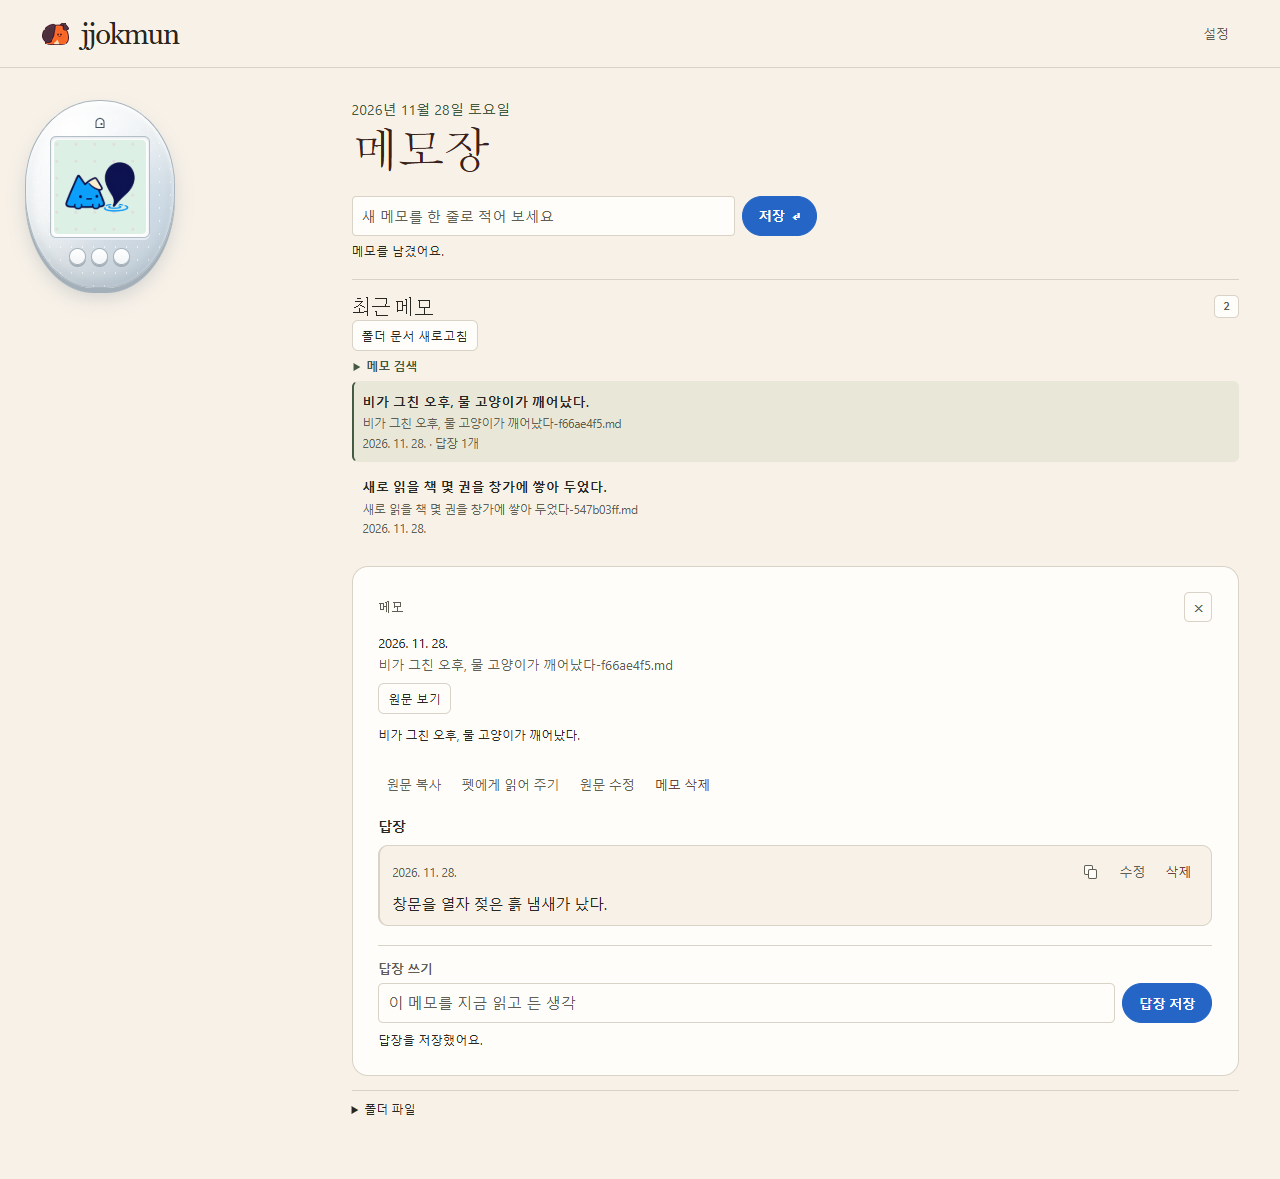 jjokmun
설정
2026년 11월 28일 토요일
메모장
새 메모를 한 줄로 적어 보세요
저장
메모를 남겼어요.
최근 메모
2
폴더 문서 새로고침
메모 검색
비가 그친 오후, 물 고양이가 깨어났다.
비가 그친 오후, 물 고양이가 깨어났다-f66ae4f5.md
2026. 11. 28. · 답장 1개
새로 읽을 책 몇 권을 창가에 쌓아 두었다.
새로 읽을 책 몇 권을 창가에 쌓아 두었다-547b03ff.md
2026. 11. 28.
메모
2026. 11. 28.
비가 그친 오후, 물 고양이가 깨어났다-f66ae4f5.md
원문 보기
비가 그친 오후, 물 고양이가 깨어났다.
원문 복사 펫에게 읽어 주기 원문 수정 메모 삭제
답장
2026. 11. 28. 수정 삭제
창문을 열자 젖은 흙 냄새가 났다.
답장 쓰기
이 메모를 지금 읽고 든 생각
답장 저장
답장을 저장했어요.
폴더 파일